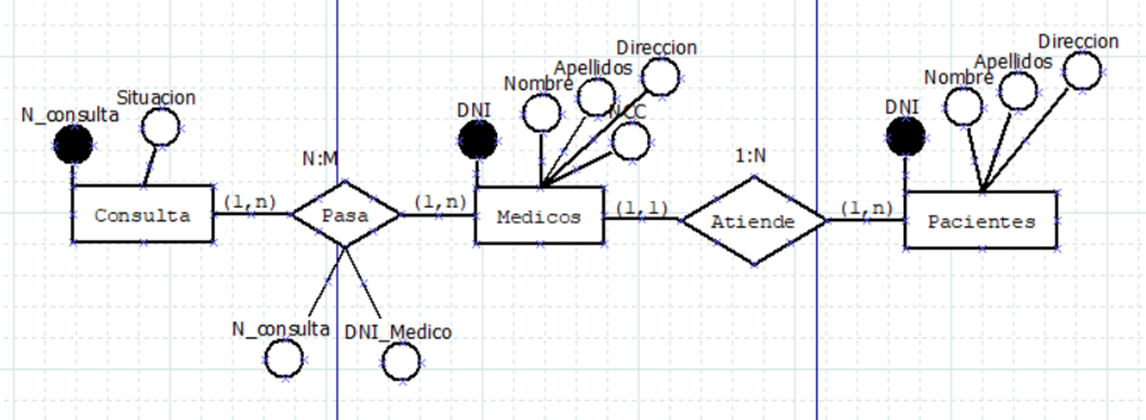 N_consulta
Situacion
N:M
Consulta
(1,n)
Pasa
(1,n)
N_consulta
DNI_Medico
DNI
Nombre
Apellidos
Direccion
NCC
Medicos
(1,1)
1:N
Atiende
(1,n)
DNI
Nombre
Apellidos
Direccion
Pacientes